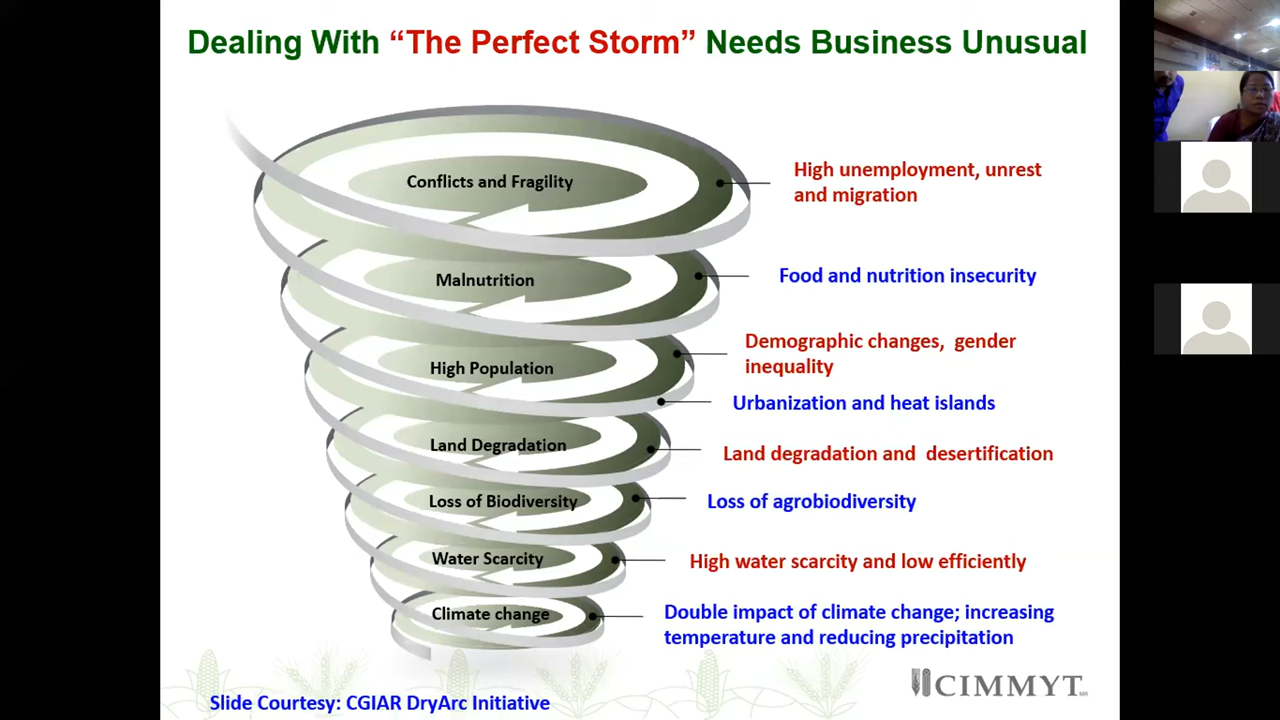 Dealing With “The Perfect Storm” Needs Business Unusual
Conflicts and Fragility
High unemployment, unrest
and migration
Malnutrition
Food and nutrition insecurity
High Population
Demographic changes, gender
inequality
Urbanization and heat islands
Land Degradation
Land degradation and desertification
Loss of Biodiversity
Loss of agrobiodiversity
Water Scarcity
High water scarcity and low efficiently
Climate change
Double impact of climate change; increasing
temperature and reducing precipitation
Slide Courtesy: CGIAR DryArc Initiative
CIMMYT